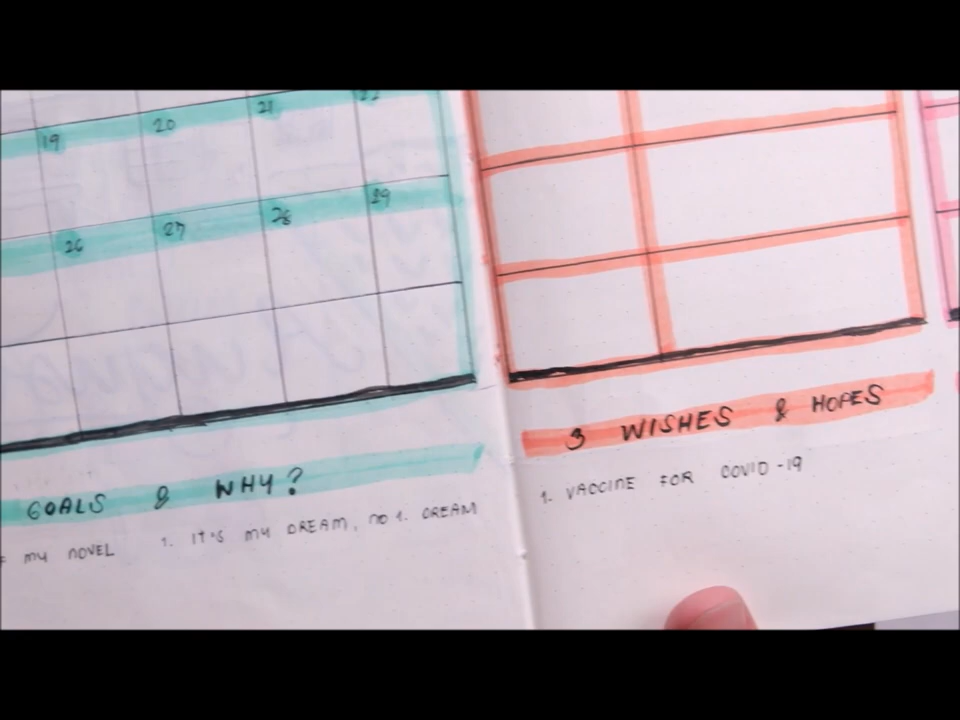 19 20 21 22
26 27 28 29
GOALS & WHY?
MY NOVEL 1. IT'S MY DREAM, NO 1. DREAM
3 WISHES & HOPES
1. VACCINE FOR COVID-19